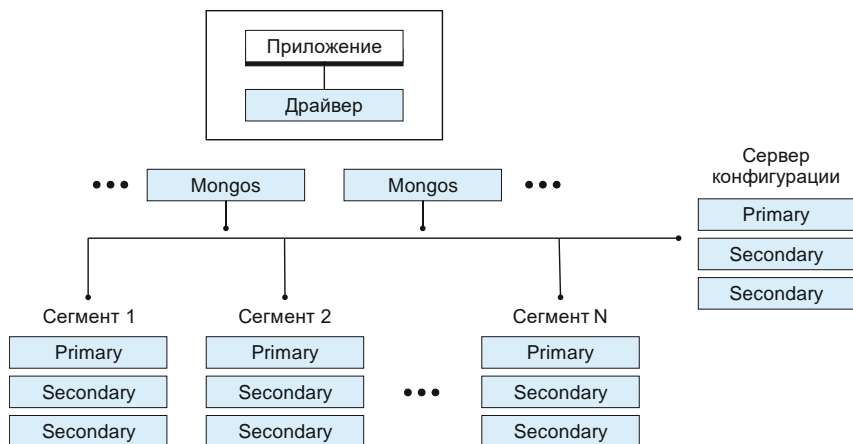 Приложение
Драйвер
••• Mongos Mongos •••
Сервер
конфигурации
Primary
Secondary
Secondary
Сегмент 1
Primary
Secondary
Secondary
Сегмент 2
Primary
Secondary
Secondary
•••
Сегмент N
Primary
Secondary
Secondary